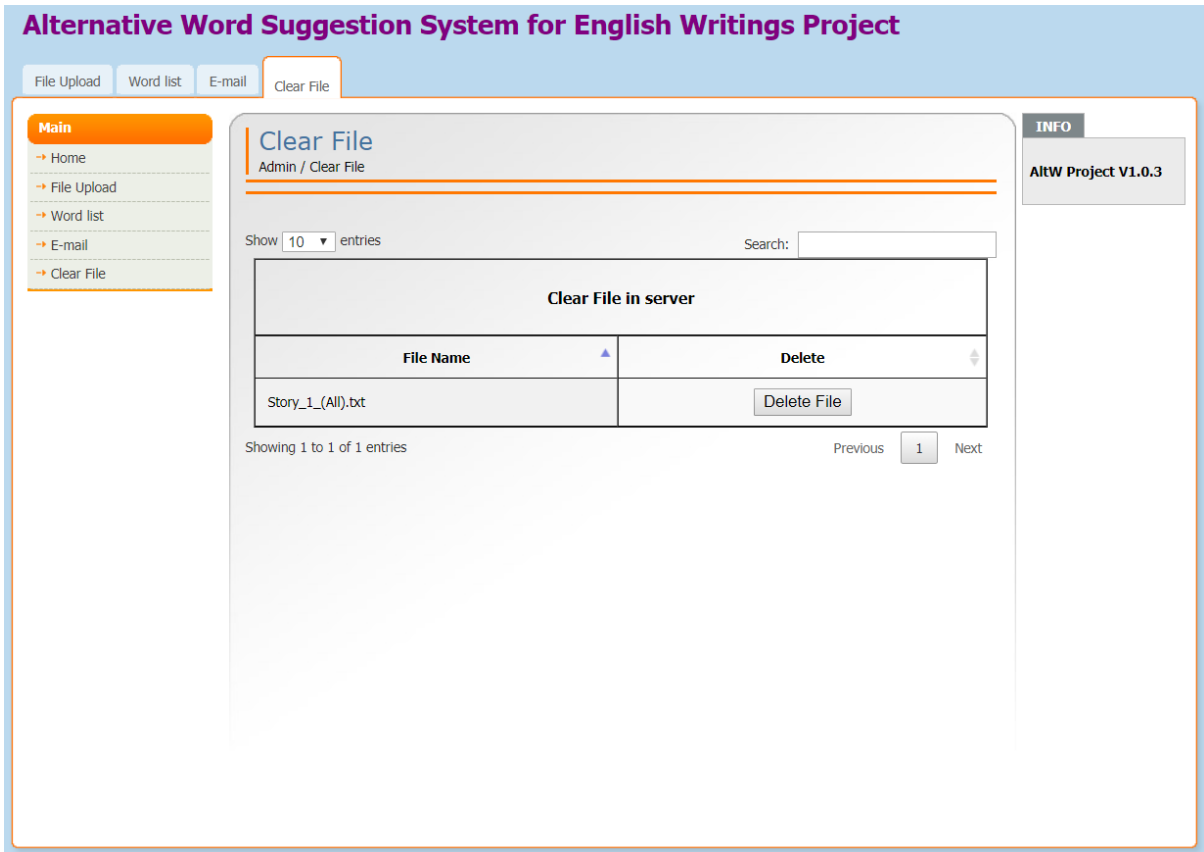 Alternative Word Suggestion System for English Writings Project
File Upload Word list E-mail Clear File
Main
Home
File Upload
Word list
E-mail
Clear File
Clear File
Admin / Clear File
Show 10 entries Search:
Clear File in server
File Name Delete
Story_1_(All).txt Delete File
Showing 1 to 1 of 1 entries Previous 1 Next
INFO
AltW Project V1.0.3